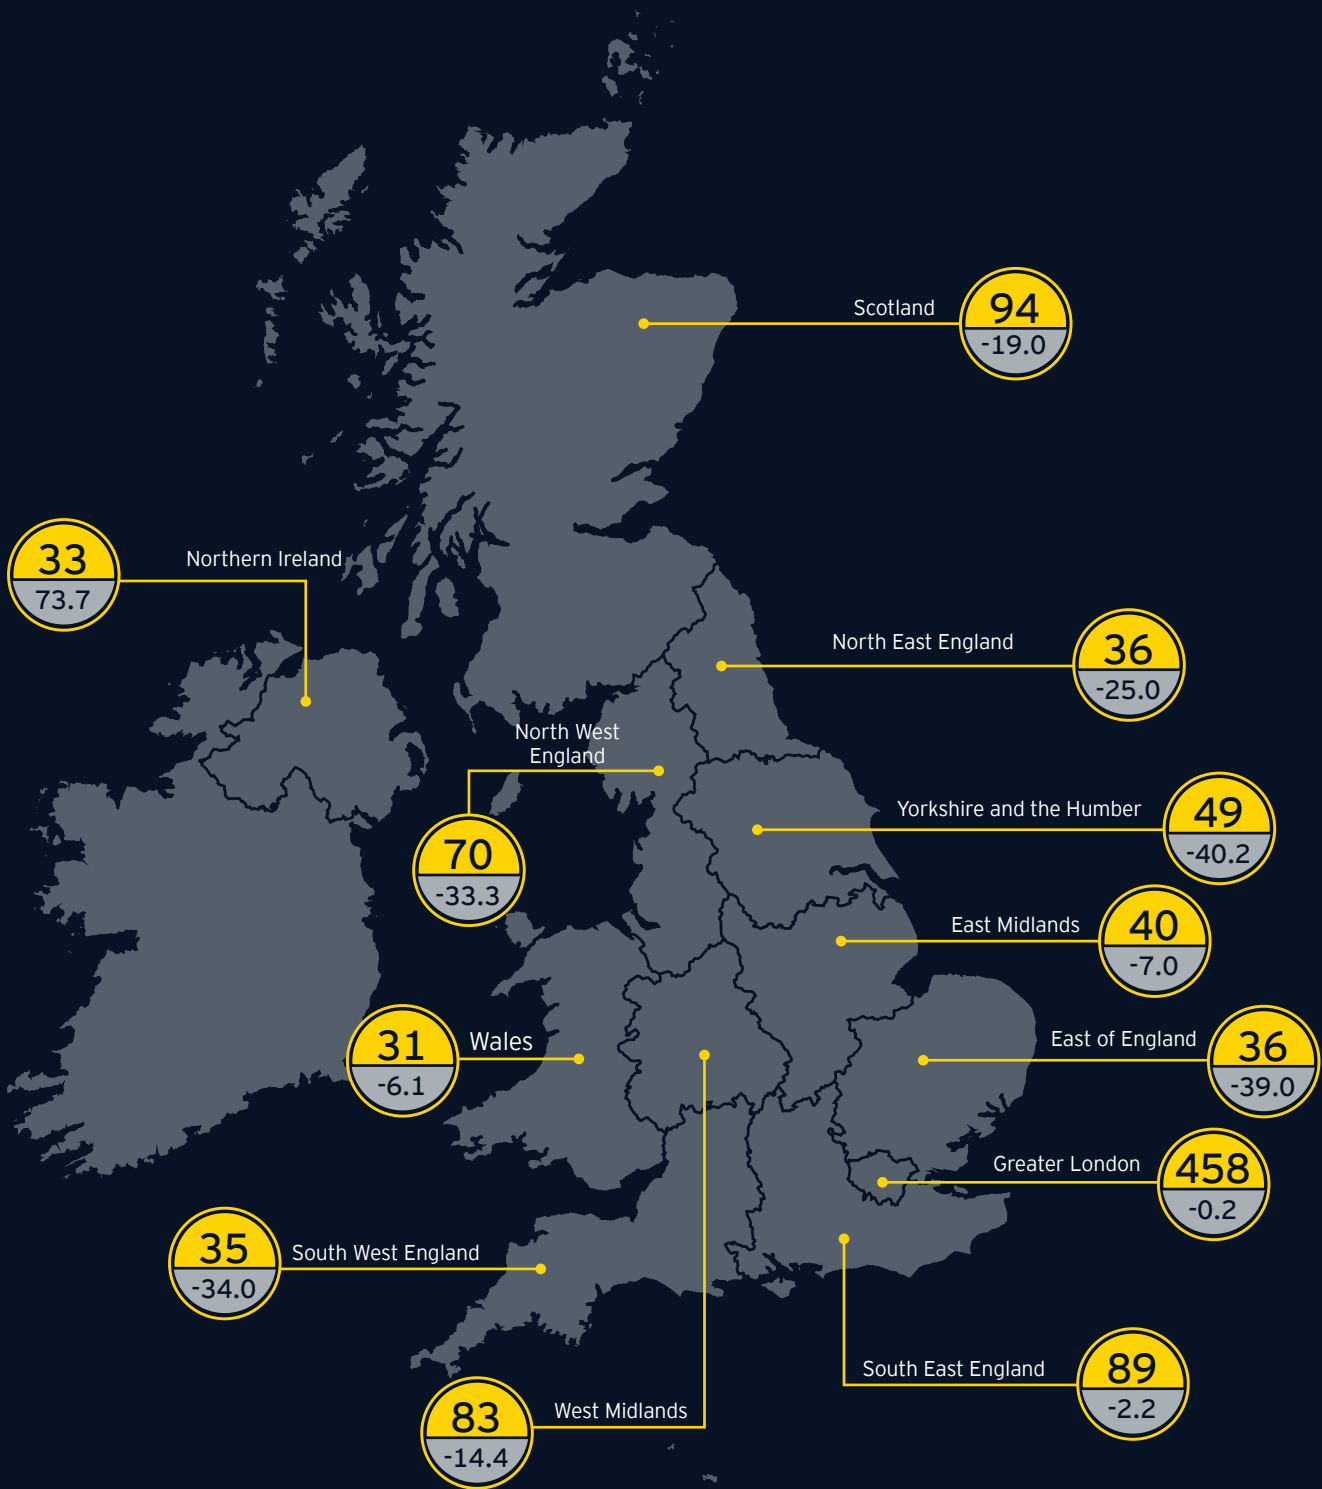 Scotland
94
-19.0
33
73.7
Northern Ireland
North East England
36
-25.0
North West
England
70
-33.3
Yorkshire and the Humber
49
-40.2
East Midlands
40
-7.0
31
-6.1
Wales
East of England
36
-39.0
Greater London
458
-0.2
35
-34.0
South West England
South East England
89
-2.2
83
-14.4
West Midlands